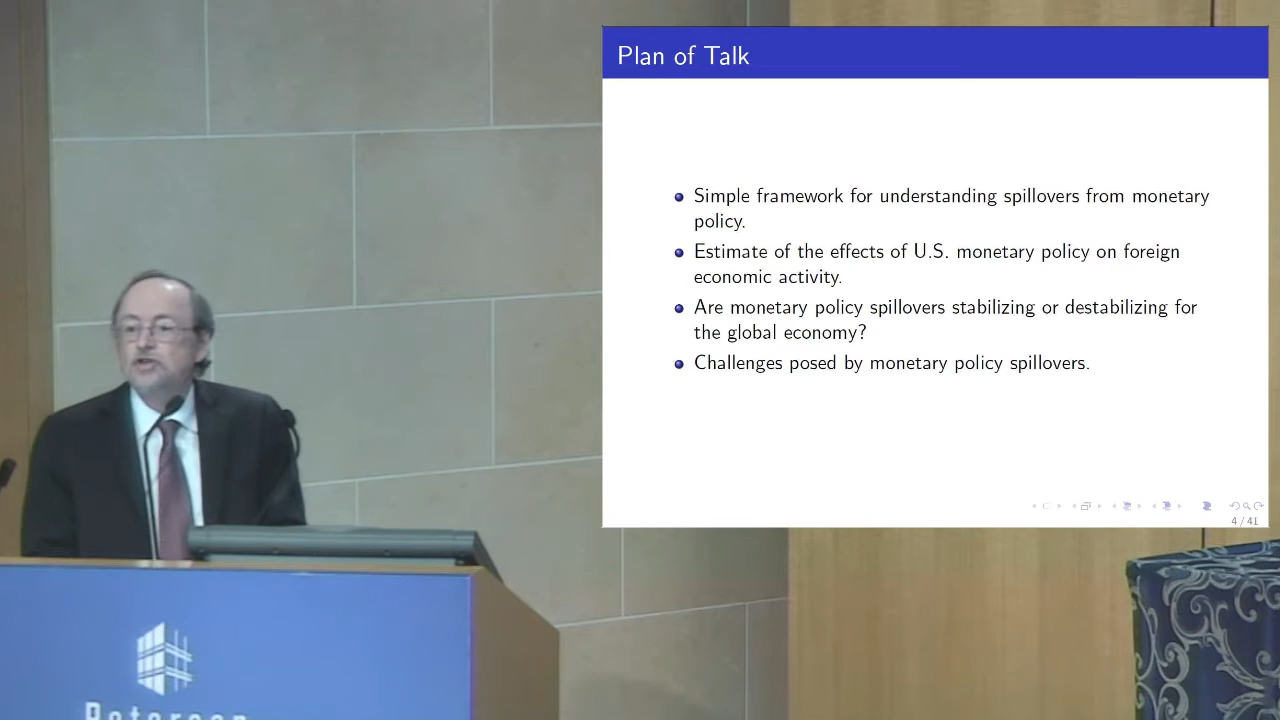 Plan of Talk
Simple framework for understanding spillovers from monetary
policy.
Estimate of the effects of U.S. monetary policy on foreign
economic activity.
Are monetary policy spillovers stabilizing or destabilizing for
the global economy?
Challenges posed by monetary policy spillovers.
4 / 41
Peterson